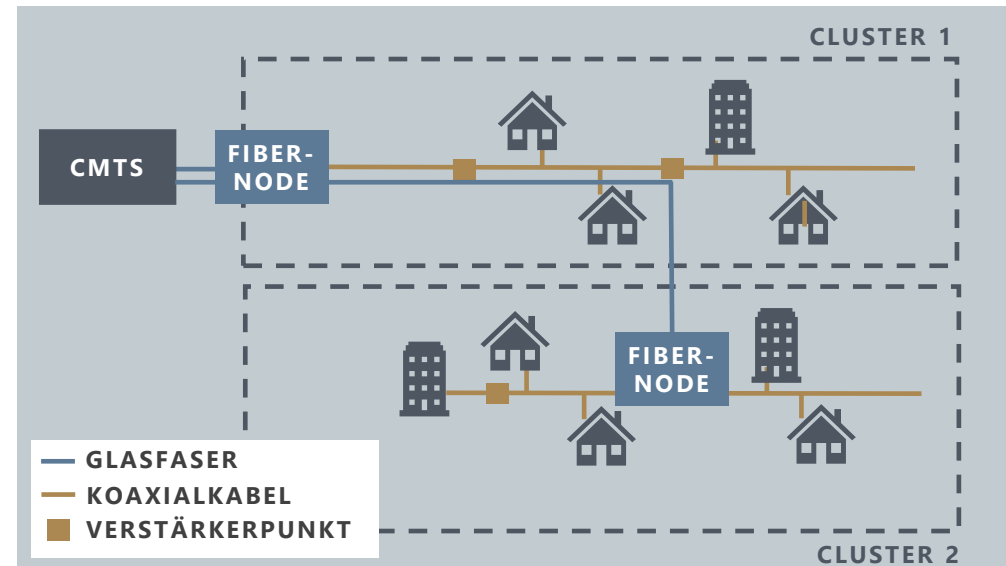 CLUSTER 1
CMTS
FIBER-
NODE
FIBER-
NODE
GLASFASER
KOAXIALKABEL
VERSTÄRKERPUNKT
CLUSTER 2